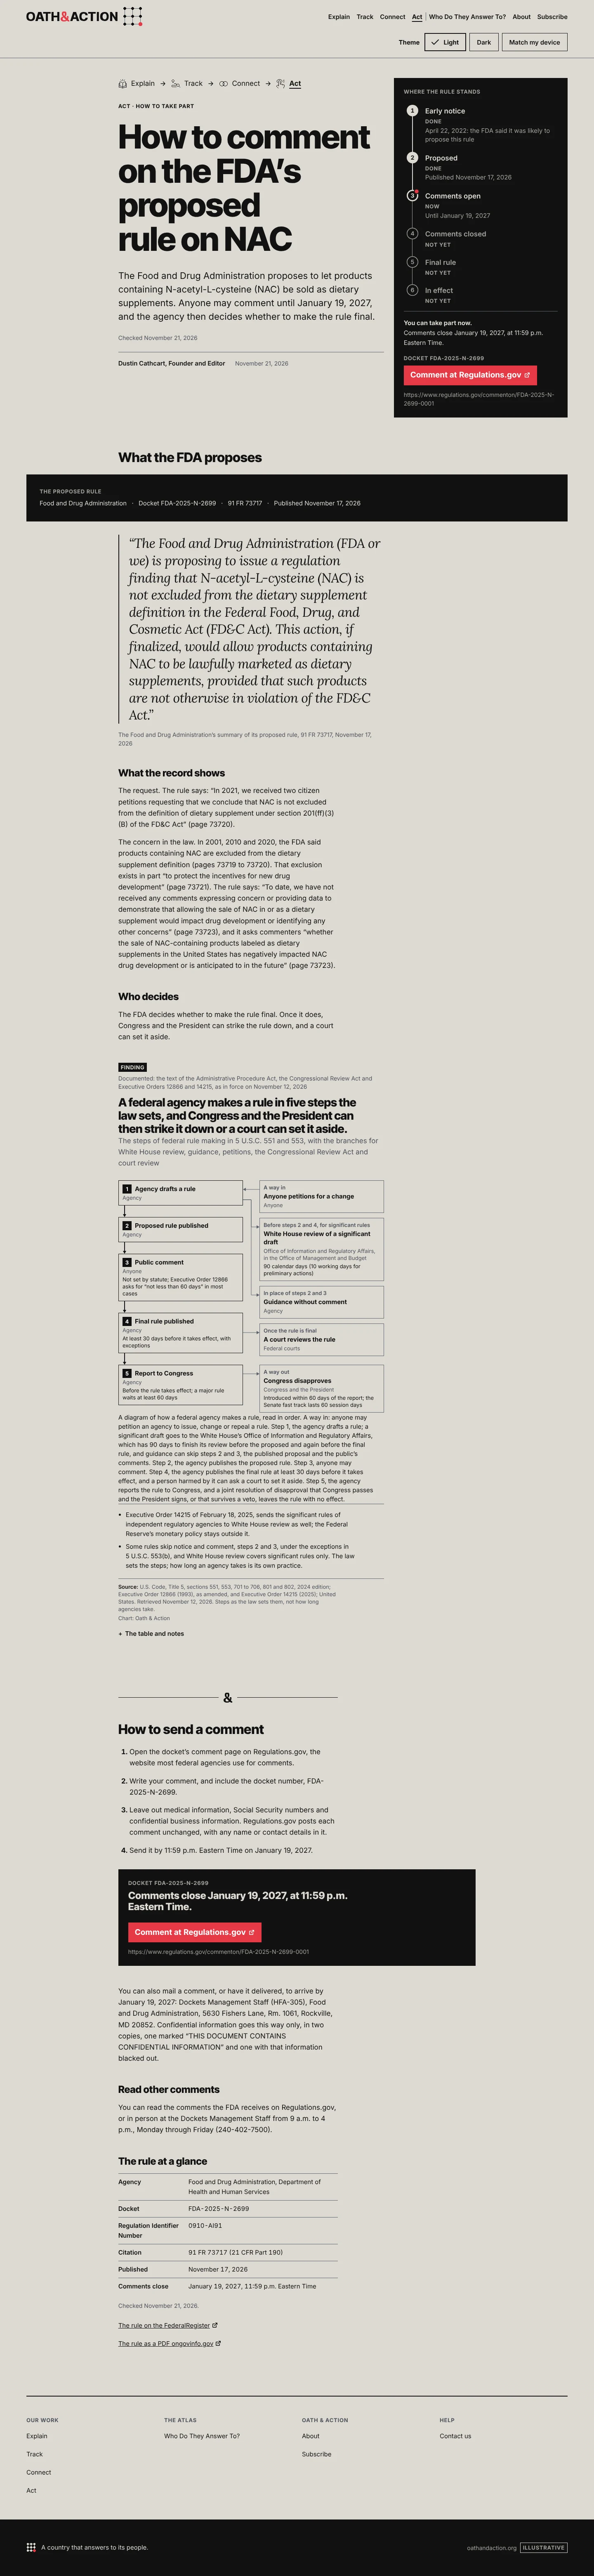 OATH&ACTION
Explain Track Connect Act Who Do They Answer To? About Subscribe
Theme Light Dark Match my device
Explain → Track → Connect → Act
ACT · HOW TO TAKE PART
How to comment
on the FDA’s
proposed
rule on NAC
The Food and Drug Administration proposes to let products
containing N-acetyl-L-cysteine (NAC) be sold as dietary
supplements. Anyone may comment until January 19, 2027,
and the agency then decides whether to make the rule final.
Checked November 21, 2026
Dustin Cathcart, Founder and Editor November 21, 2026
WHERE THE RULE STANDS
1 Early notice
DONE
April 22, 2022: the FDA said it was likely to
propose this rule
2 Proposed
DONE
Published November 17, 2026
3 Comments open
NOW
Until January 19, 2027
4 Comments closed
NOT YET
5 Final rule
NOT YET
6 In effect
NOT YET
You can take part now.
Comments close January 19, 2027, at 11:59 p.m.
Eastern Time.
DOCKET FDA-2025-N-2699
Comment at Regulations.gov
https://www.regulations.gov/commenton/FDA-2025-N-
2699-0001
What the FDA proposes
THE PROPOSED RULE
Food and Drug Administration · Docket FDA-2025-N-2699 · 91 FR 73717 · Published November 17, 2026
“The Food and Drug Administration (FDA or
we) is proposing to issue a regulation
finding that N-acetyl-L-cysteine (NAC) is
not excluded from the dietary supplement
definition in the Federal Food, Drug, and
Cosmetic Act (FD&C Act). This action, if
finalized, would allow products containing
NAC to be lawfully marketed as dietary
supplements, provided that such products
are not otherwise in violation of the FD&C
Act.”
The Food and Drug Administration’s summary of its proposed rule, 91 FR 73717, November 17,
2026
What the record shows
The request. The rule says: “In 2021, we received two citizen
petitions requesting that we conclude that NAC is not excluded
from the definition of dietary supplement under section 201(ff)(3)
(B) of the FD&C Act” (page 73720).
The concern in the law. In 2001, 2010 and 2020, the FDA said
products containing NAC are excluded from the dietary
supplement definition (pages 73719 to 73720). That exclusion
exists in part “to protect the incentives for new drug
development” (page 73721). The rule says: “To date, we have not
received any comments expressing concern or providing data to
demonstrate that allowing the sale of NAC in or as a dietary
supplement would impact drug development or identifying any
other concerns” (page 73723), and it asks commenters “whether
the sale of NAC-containing products labeled as dietary
supplements in the United States has negatively impacted NAC
drug development or is anticipated to in the future” (page 73723).
Who decides
The FDA decides whether to make the rule final. Once it does,
Congress and the President can strike the rule down, and a court
can set it aside.
FINDING
Documented: the text of the Administrative Procedure Act, the Congressional Review Act and
Executive Orders 12866 and 14215, as in force on November 12, 2026
A federal agency makes a rule in five steps the
law sets, and Congress and the President can
then strike it down or a court can set it aside.
The steps of federal rule making in 5 U.S.C. 551 and 553, with the branches for
White House review, guidance, petitions, the Congressional Review Act and
court review
1 Agency drafts a rule
Agency
2 Proposed rule published
Agency
3 Public comment
Anyone
Not set by statute; Executive Order 12866
asks for “not less than 60 days” in most
cases
4 Final rule published
Agency
At least 30 days before it takes effect, with
exceptions
5 Report to Congress
Agency
Before the rule takes effect; a major rule
waits at least 60 days
A way in
Anyone petitions for a change
Anyone
Before steps 2 and 4, for significant rules
White House review of a significant
draft
Office of Information and Regulatory Affairs,
in the Office of Management and Budget
90 calendar days (10 working days for
preliminary actions)
In place of steps 2 and 3
Guidance without comment
Agency
Once the rule is final
A court reviews the rule
Federal courts
A way out
Congress disapproves
Congress and the President
Introduced within 60 days of the report; the
Senate fast track lasts 60 session days
A diagram of how a federal agency makes a rule, read in order. A way in: anyone may
petition an agency to issue, change or repeal a rule. Step 1, the agency drafts a rule; a
significant draft goes to the White House’s Office of Information and Regulatory Affairs,
which has 90 days to finish its review before the proposed and again before the final
rule, and guidance can skip steps 2 and 3, the published proposal and the public’s
comments. Step 2, the agency publishes the proposed rule. Step 3, anyone may
comment. Step 4, the agency publishes the final rule at least 30 days before it takes
effect, and a person harmed by it can ask a court to set it aside. Step 5, the agency
reports the rule to Congress, and a joint resolution of disapproval that Congress passes
and the President signs, or that survives a veto, leaves the rule with no effect.
• Executive Order 14215 of February 18, 2025, sends the significant rules of
independent regulatory agencies to White House review as well; the Federal
Reserve’s monetary policy stays outside it.
• Some rules skip notice and comment, steps 2 and 3, under the exceptions in
5 U.S.C. 553(b), and White House review covers significant rules only. The law
sets the steps; how long an agency takes is its own practice.
Source: U.S. Code, Title 5, sections 551, 553, 701 to 706, 801 and 802, 2024 edition;
Executive Order 12866 (1993), as amended, and Executive Order 14215 (2025); United
States. Retrieved November 12, 2026. Steps as the law sets them, not how long
agencies take.
Chart: Oath & Action
+ The table and notes
&
How to send a comment
1. Open the docket’s comment page on Regulations.gov, the
website most federal agencies use for comments.
2. Write your comment, and include the docket number, FDA-
2025-N-2699.
3. Leave out medical information, Social Security numbers and
confidential business information. Regulations.gov posts each
comment unchanged, with any name or contact details in it.
4. Send it by 11:59 p.m. Eastern Time on January 19, 2027.
DOCKET FDA-2025-N-2699
Comments close January 19, 2027, at 11:59 p.m.
Eastern Time.
Comment at Regulations.gov
https://www.regulations.gov/commenton/FDA-2025-N-2699-0001
You can also mail a comment, or have it delivered, to arrive by
January 19, 2027: Dockets Management Staff (HFA-305), Food
and Drug Administration, 5630 Fishers Lane, Rm. 1061, Rockville,
MD 20852. Confidential information goes this way only, in two
copies, one marked “THIS DOCUMENT CONTAINS
CONFIDENTIAL INFORMATION” and one with that information
blacked out.
Read other comments
You can read the comments the FDA receives on Regulations.gov,
or in person at the Dockets Management Staff from 9 a.m. to 4
p.m., Monday through Friday (240-402-7500).
The rule at a glance
Agency Food and Drug Administration, Department of
Health and Human Services
Docket FDA-2025-N-2699
Regulation Identifier
Number 0910-AI91
Citation 91 FR 73717 (21 CFR Part 190)
Published November 17, 2026
Comments close January 19, 2027, 11:59 p.m. Eastern Time
Checked November 21, 2026.
The rule on the FederalRegister
The rule as a PDF ongovinfo.gov
OUR WORK
Explain
Track
Connect
Act
THE ATLAS
Who Do They Answer To?
OATH & ACTION
About
Subscribe
HELP
Contact us
A country that answers to its people.
oathandaction.org ILLUSTRATIVE